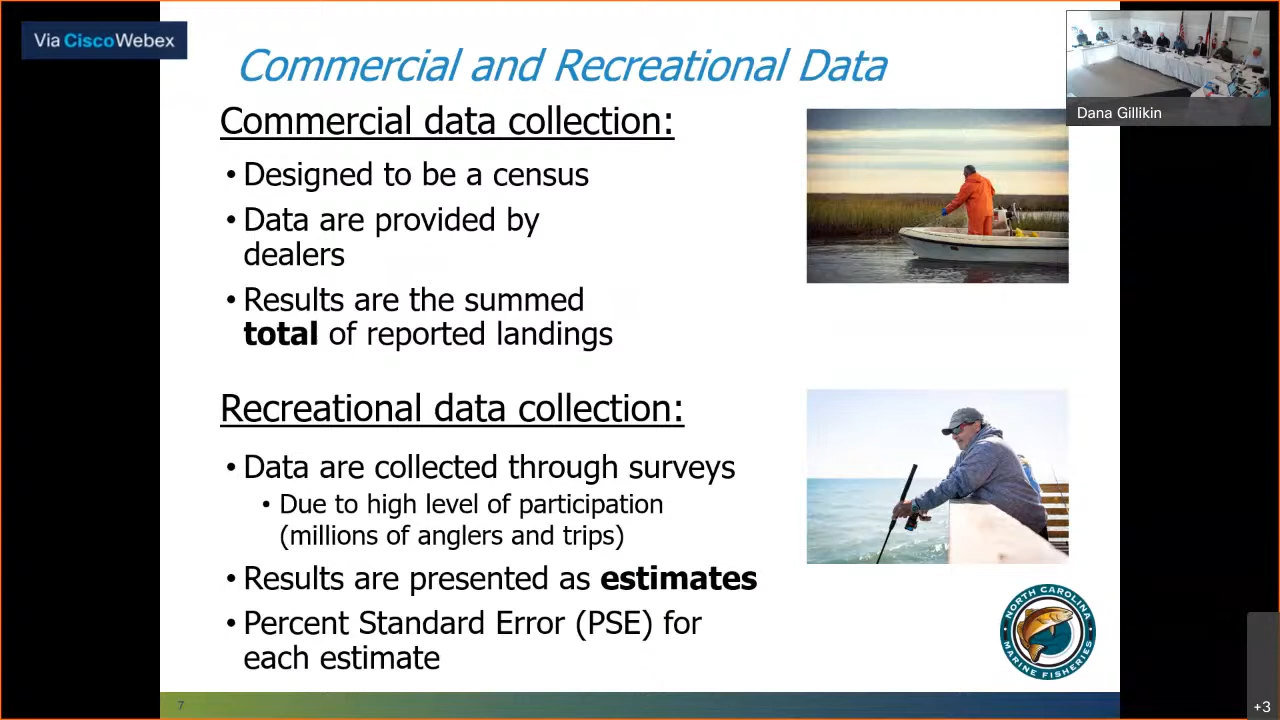 Via CiscoWebex
Commercial and Recreational Data
Dana Gillikin
Commercial data collection:
• Designed to be a census
• Data are provided by
dealers
• Results are the summed
total of reported landings
Recreational data collection:
• Data are collected through surveys
• Due to high level of participation
(millions of anglers and trips)
• Results are presented as estimates
• Percent Standard Error (PSE) for
each estimate
NORTH CAROLINA
MARINE FISHERIES
7
+3